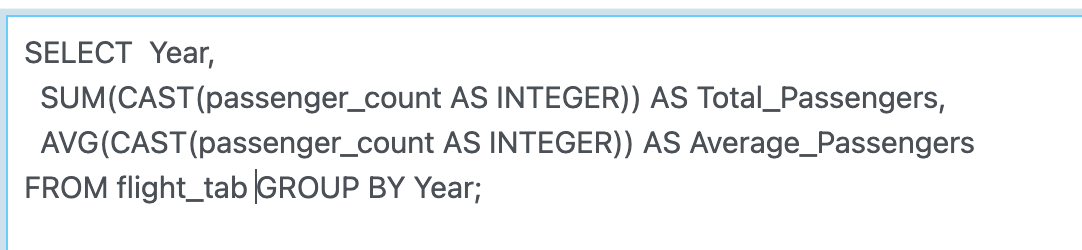 SELECT  Year,
  SUM(CAST(passenger_count AS INTEGER)) AS Total_Passengers,
  AVG(CAST(passenger_count AS INTEGER)) AS Average_Passengers
FROM flight_tab GROUP BY Year;